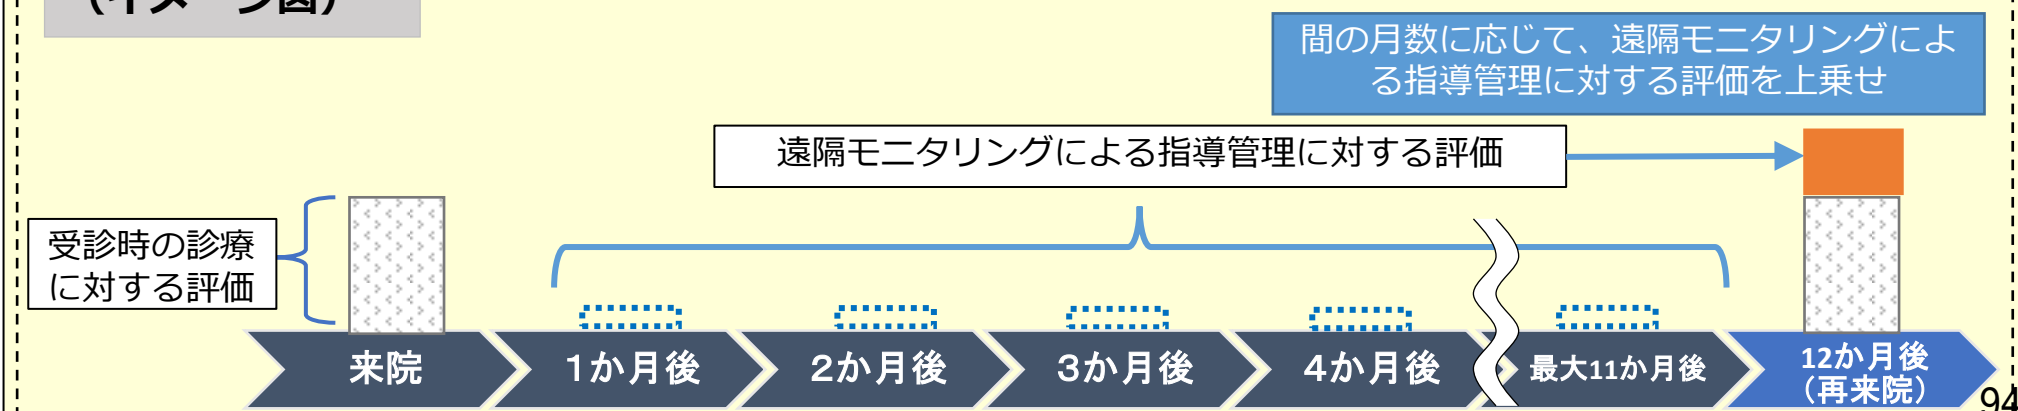 （イメージ図）
間の月数に応じて、遠隔モニタリングによ
る指導管理に対する評価を上乗せ
遠隔モニタリングによる指導管理に対する評価
受診時の診療
に対する評価
来院
1か月後
2か月後
3か月後
4か月後
最大11か月後
12か月後
（再来院）
94